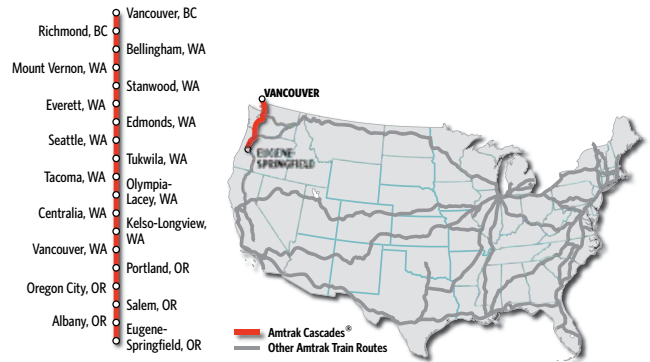 Vancouver, BC
Richmond, BC
Bellingham, WA
Mount Vernon, WA
Stanwood, WA
Everett, WA
Edmonds, WA
Seattle, WA
Tukwila, WA
Tacoma, WA
Olympia-
Lacey, WA
Centralia, WA
Kelso-Longview,
WA
Vancouver, WA
Portland, OR
Oregon City, OR
Salem, OR
Albany, OR
Eugene-
Springfield, OR
VANCOUVER
EUGENE-
SPRINGFIELD
Amtrak Cascades®
Other Amtrak Train Routes